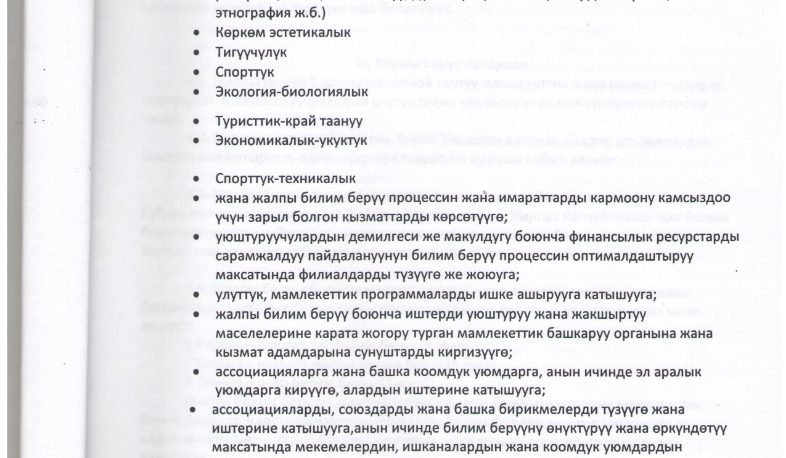 этнография ж.б.)
• Көркөм эстетикалык
• Тигүүчүлүк
• Спорттук
• Экология-биологиялык
• Туристтик-край таануу
• Экономикалык-укуктук
• Спорттук-техникалык
• жана жалпы билим берүү процессин жана имараттарды кармоону камсыздоо
үчүн зарыл болгон кызматтарды көрсөтүүгө;
• уюштуруучулардын демилгеси же макулдугу боюнча финансылык ресурстарды
сарамжалдуу пайдалануунун билим берүү процессин оптималдаштыруу
максатында филиалдарды түзүүгө же жоюуга;
• улуттук, мамлекеттик программаларды ишке ашырууга катышууга;
• жалпы билим берүү боюнча иштерди уюштуруу жана жакшыртуу
маселелерине карата жогору турган мамлекеттик башкаруу органына жана
кызмат адамдарына сунуштарды киргизүүгө;
• ассоциацияларга жана башка коомдук уюмдарга, анын ичинде эл аралык
уюмдарга кирүүгө, алардын иштерине катышууга;
• ассоциацияларды, союздарды жана башка бирикмелерди түзүүгө жана
иштерине катышууга,анын ичинде билим берүүнү өнүктүрүү жана өркүндөтүү
максатында мекемелердин, ишканалардын жана коомдук уюмдардын